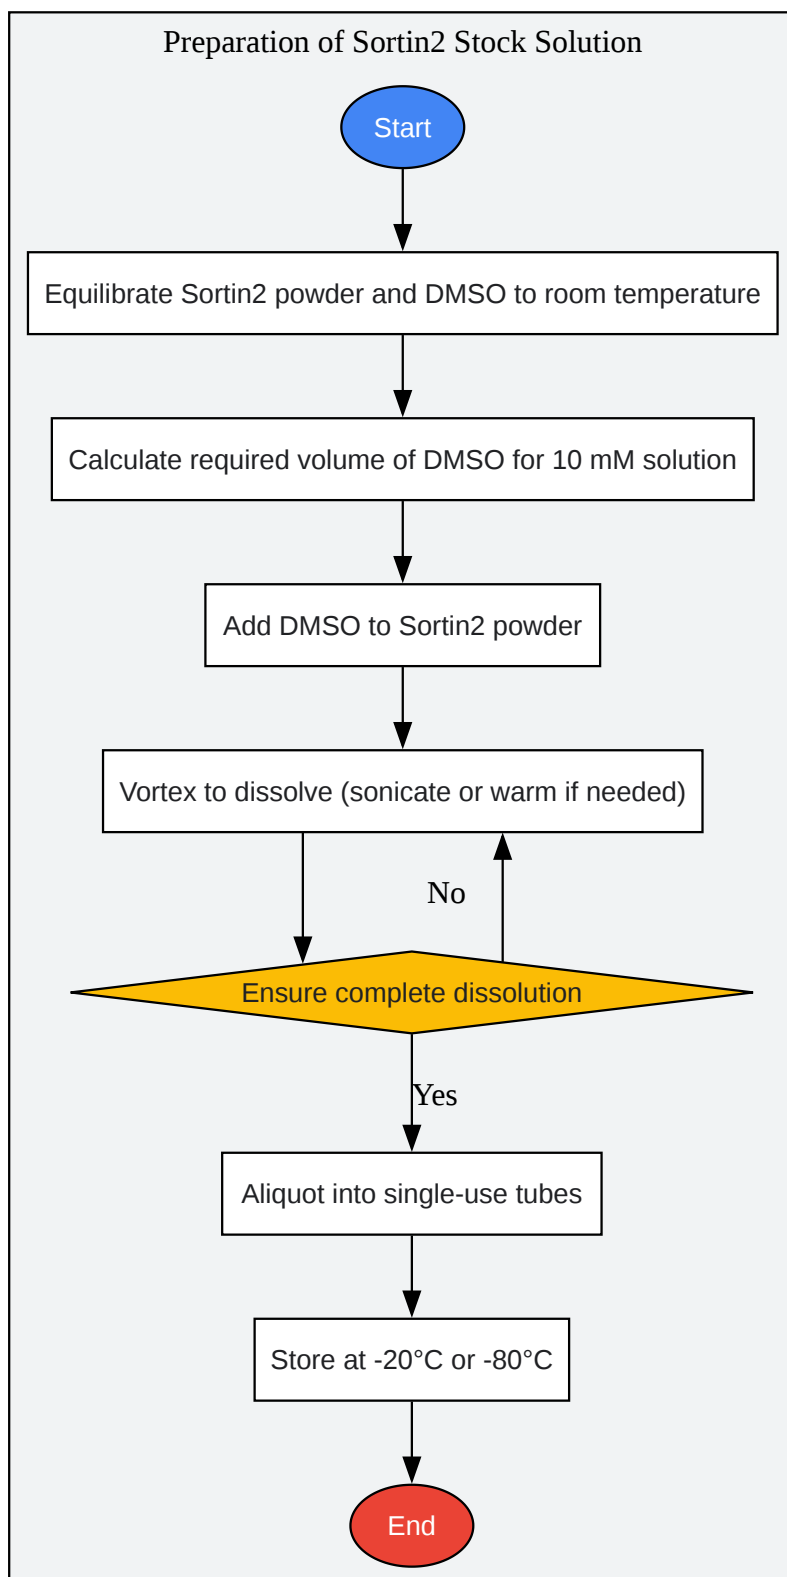 Preparation of Sortin2 Stock Solution
Start
Equilibrate Sortin2 powder and DMSO to room temperature
Calculate required volume of DMSO for 10 mM solution
Add DMSO to Sortin2 powder
Vortex to dissolve (sonicate or warm if needed)
No
Ensure complete dissolution
Yes
Aliquot into single-use tubes
Store at -20°C or -80°C
End